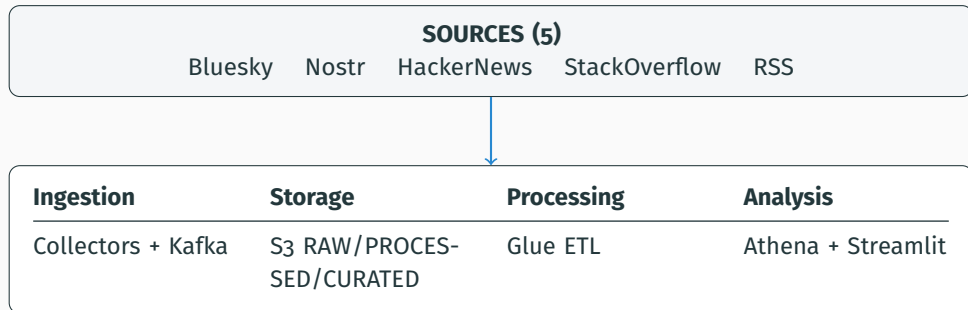 SOURCES (5)
Bluesky Nostr HackerNews StackOverflow RSS
Ingestion Storage Processing Analysis
Collectors + Kafka S3 RAW/PROCES- Glue ETL Athena + Streamlit
SED/CURATED